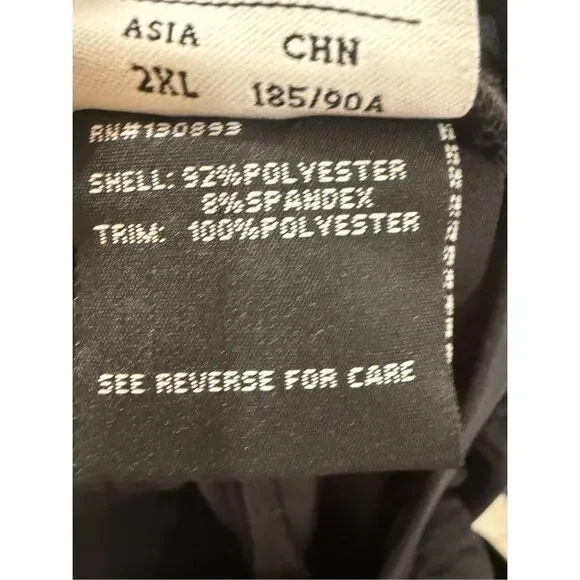 ASIA CHN
2XL 185/90A
RN#130893
SHELL: 92%POLYESTER
8%SPANDEX
TRIM: 100%POLYESTER
SEE REVERSE FOR CARE